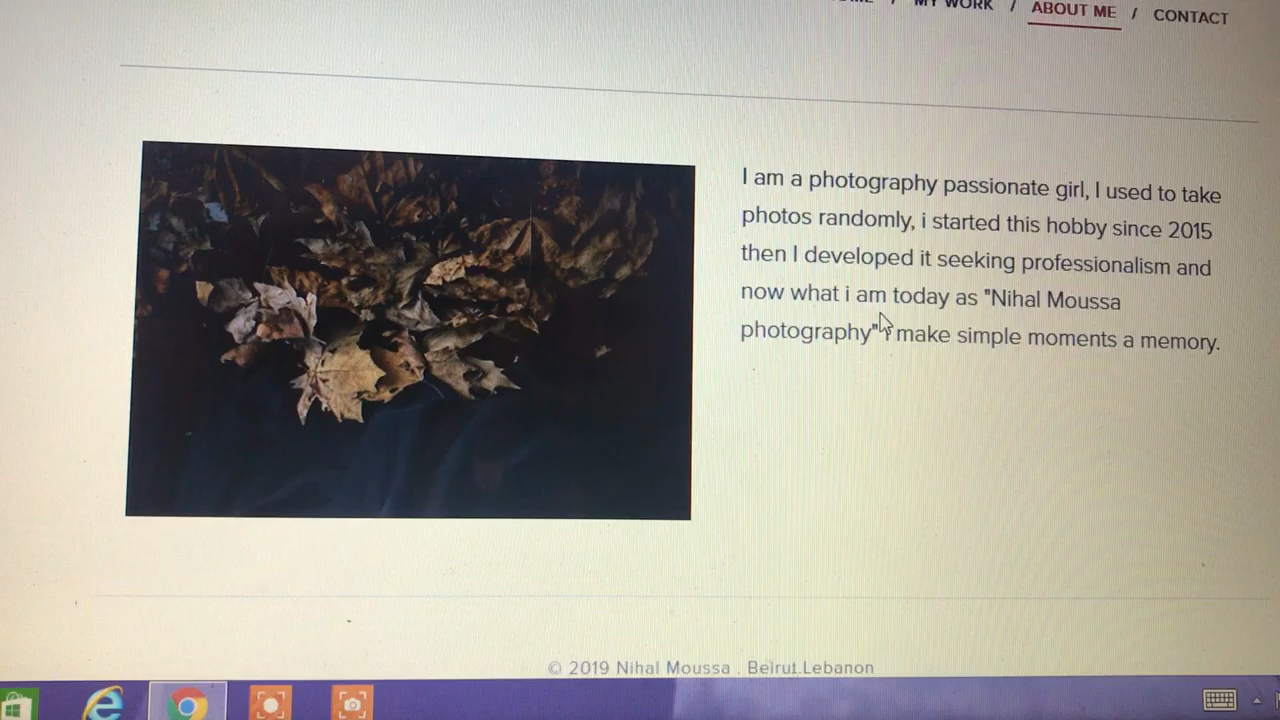 / MY WORK / ABOUT ME / CONTACT
I am a photography passionate girl, I used to take
photos randomly, i started this hobby since 2015
then I developed it seeking professionalism and
now what i am today as "Nihal Moussa
photography" make simple moments a memory.
© 2019 Nihal Moussa . Beirut.Lebanon